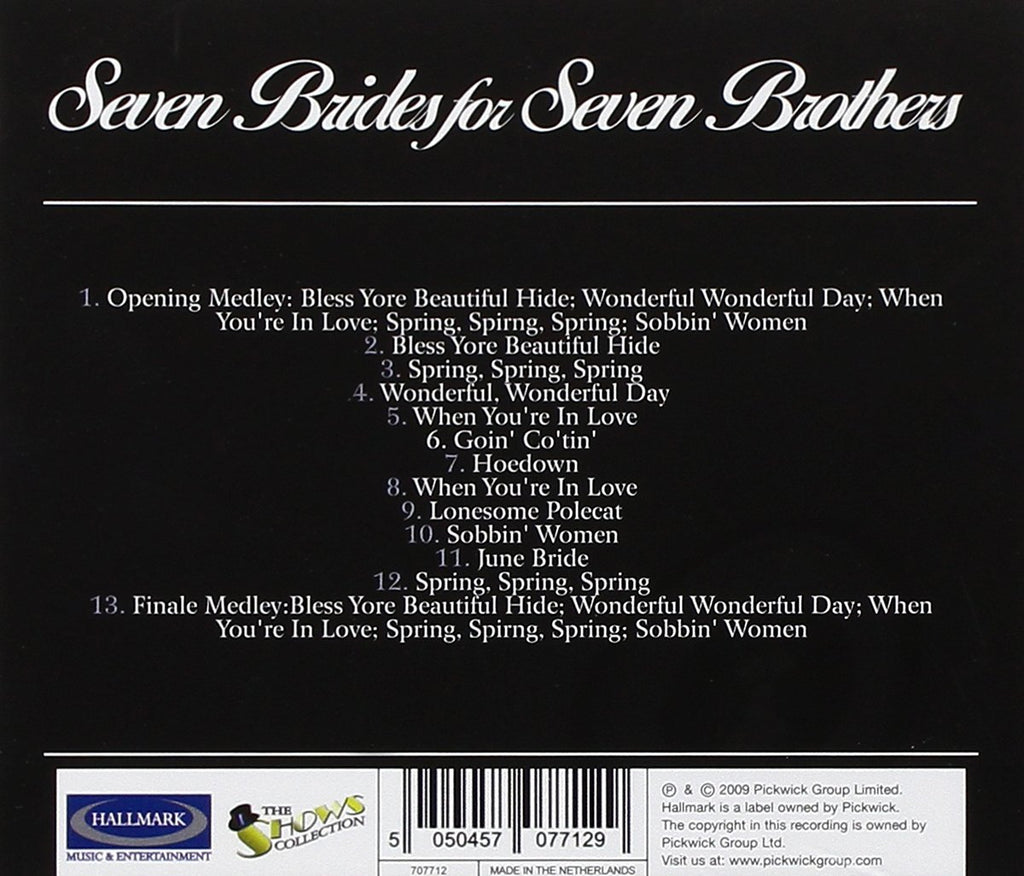 Seven Brides for Seven Brothers
1. Opening Medley: Bless Yore Beautiful Hide; Wonderful Wonderful Day; When
You're In Love; Spring, Spirng, Spring; Sobbin' Women
2. Bless Yore Beautiful Hide
3. Spring, Spring, Spring
4. Wonderful, Wonderful Day
5. When You're In Love
6. Goin' Co'tin'
7. Hoedown
8. When You're In Love
9. Lonesome Polecat
10. Sobbin' Women
11. June Bride
12. Spring, Spring, Spring
13. Finale Medley:Bless Yore Beautiful Hide; Wonderful Wonderful Day; When
You're In Love; Spring, Spirng, Spring; Sobbin' Women
HALLMARK
MUSIC & ENTERTAINMENT
THE
SHOWS
COLLECTION
5 050457 077129
707712
MADE IN THE NETHERLANDS
℗ & © 2009 Pickwick Group Limited.
Hallmark is a label owned by Pickwick.
The copyright in this recording is owned by
Pickwick Group Ltd.
Visit us at: www.pickwickgroup.com